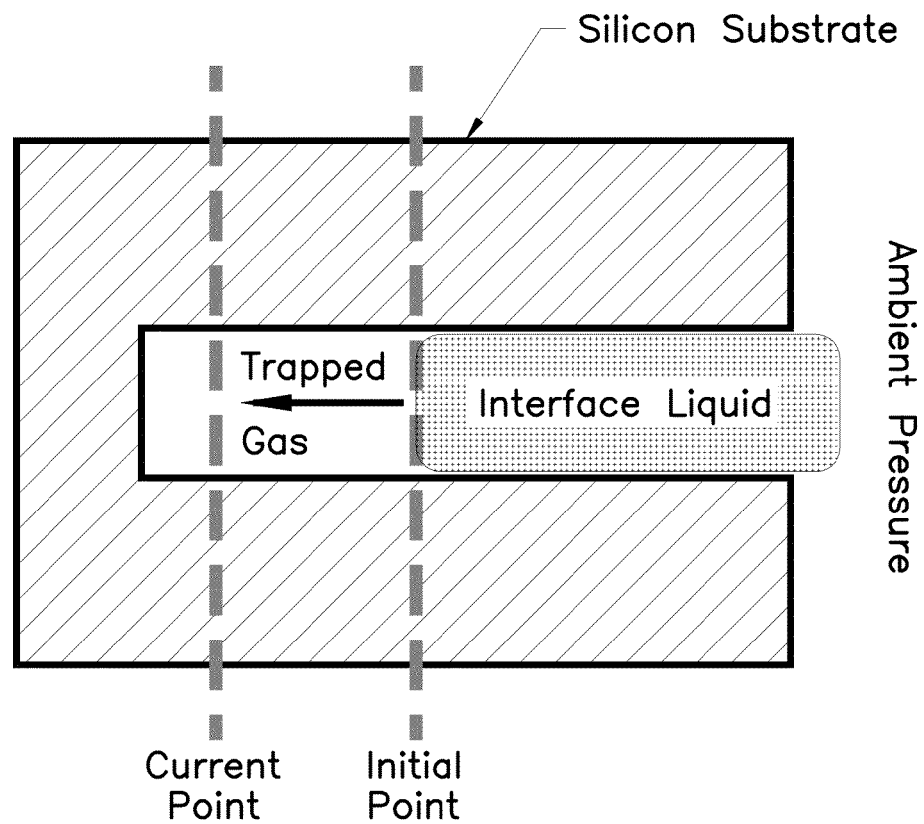 Silicon Substrate
Trapped
Gas
Interface Liquid
Ambient Pressure
Current
Point
Initial
Point